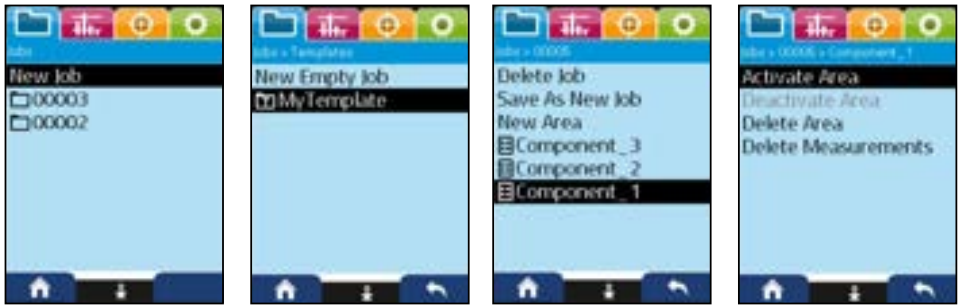 Jobs
New Job
00003
00002
Jobs > Templates
New Empty Job
MyTemplate
Jobs > 00005
Delete Job
Save As New Job
New Area
Component_3
Component_2
Component_1
Jobs > 00005 > Component_1
Activate Area
Deactivate Area
Delete Area
Delete Measurements